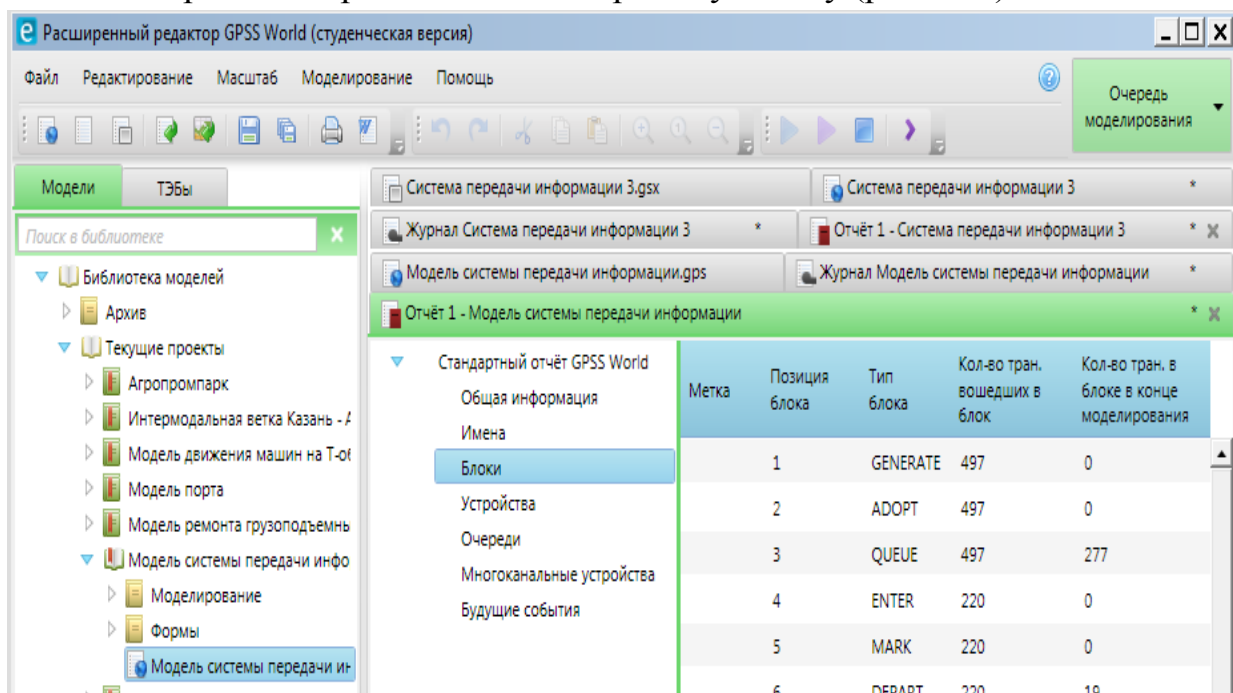 Расширенный редактор GPSS World (студенческая версия)
Файл Редактирование Масштаб Моделирование Помощь
Очередь
моделирования
Модели ТЭБы
Поиск в библиотеке
Библиотека моделей
Архив
Текущие проекты
Агропромпарк
Интермодальная ветка Казань - А
Модель движения машин на Т-об
Модель порта
Модель ремонта грузоподъемнь
Модель системы передачи инфо
Моделирование
Формы
Модель системы передачи ин
Система передачи информации 3.gsx
Система передачи информации 3 *
Журнал Система передачи информации 3 *
Отчёт 1 - Система передачи информации 3 *
Модель системы передачи информации.gps
Журнал Модель системы передачи информации *
Отчёт 1 - Модель системы передачи информации *
Стандартный отчёт GPSS World
Общая информация
Имена
Блоки
Устройства
Очереди
Многоканальные устройства
Будущие события
Метка
Позиция
блока
Тип
блока
Кол-во тран.
вошедших в
блок
Кол-во тран. в
блоке в конце
моделирования
1 GENERATE 497 0
2 ADOPT 497 0
3 QUEUE 497 277
4 ENTER 220 0
5 MARK 220 0
6 DEPART 220 19